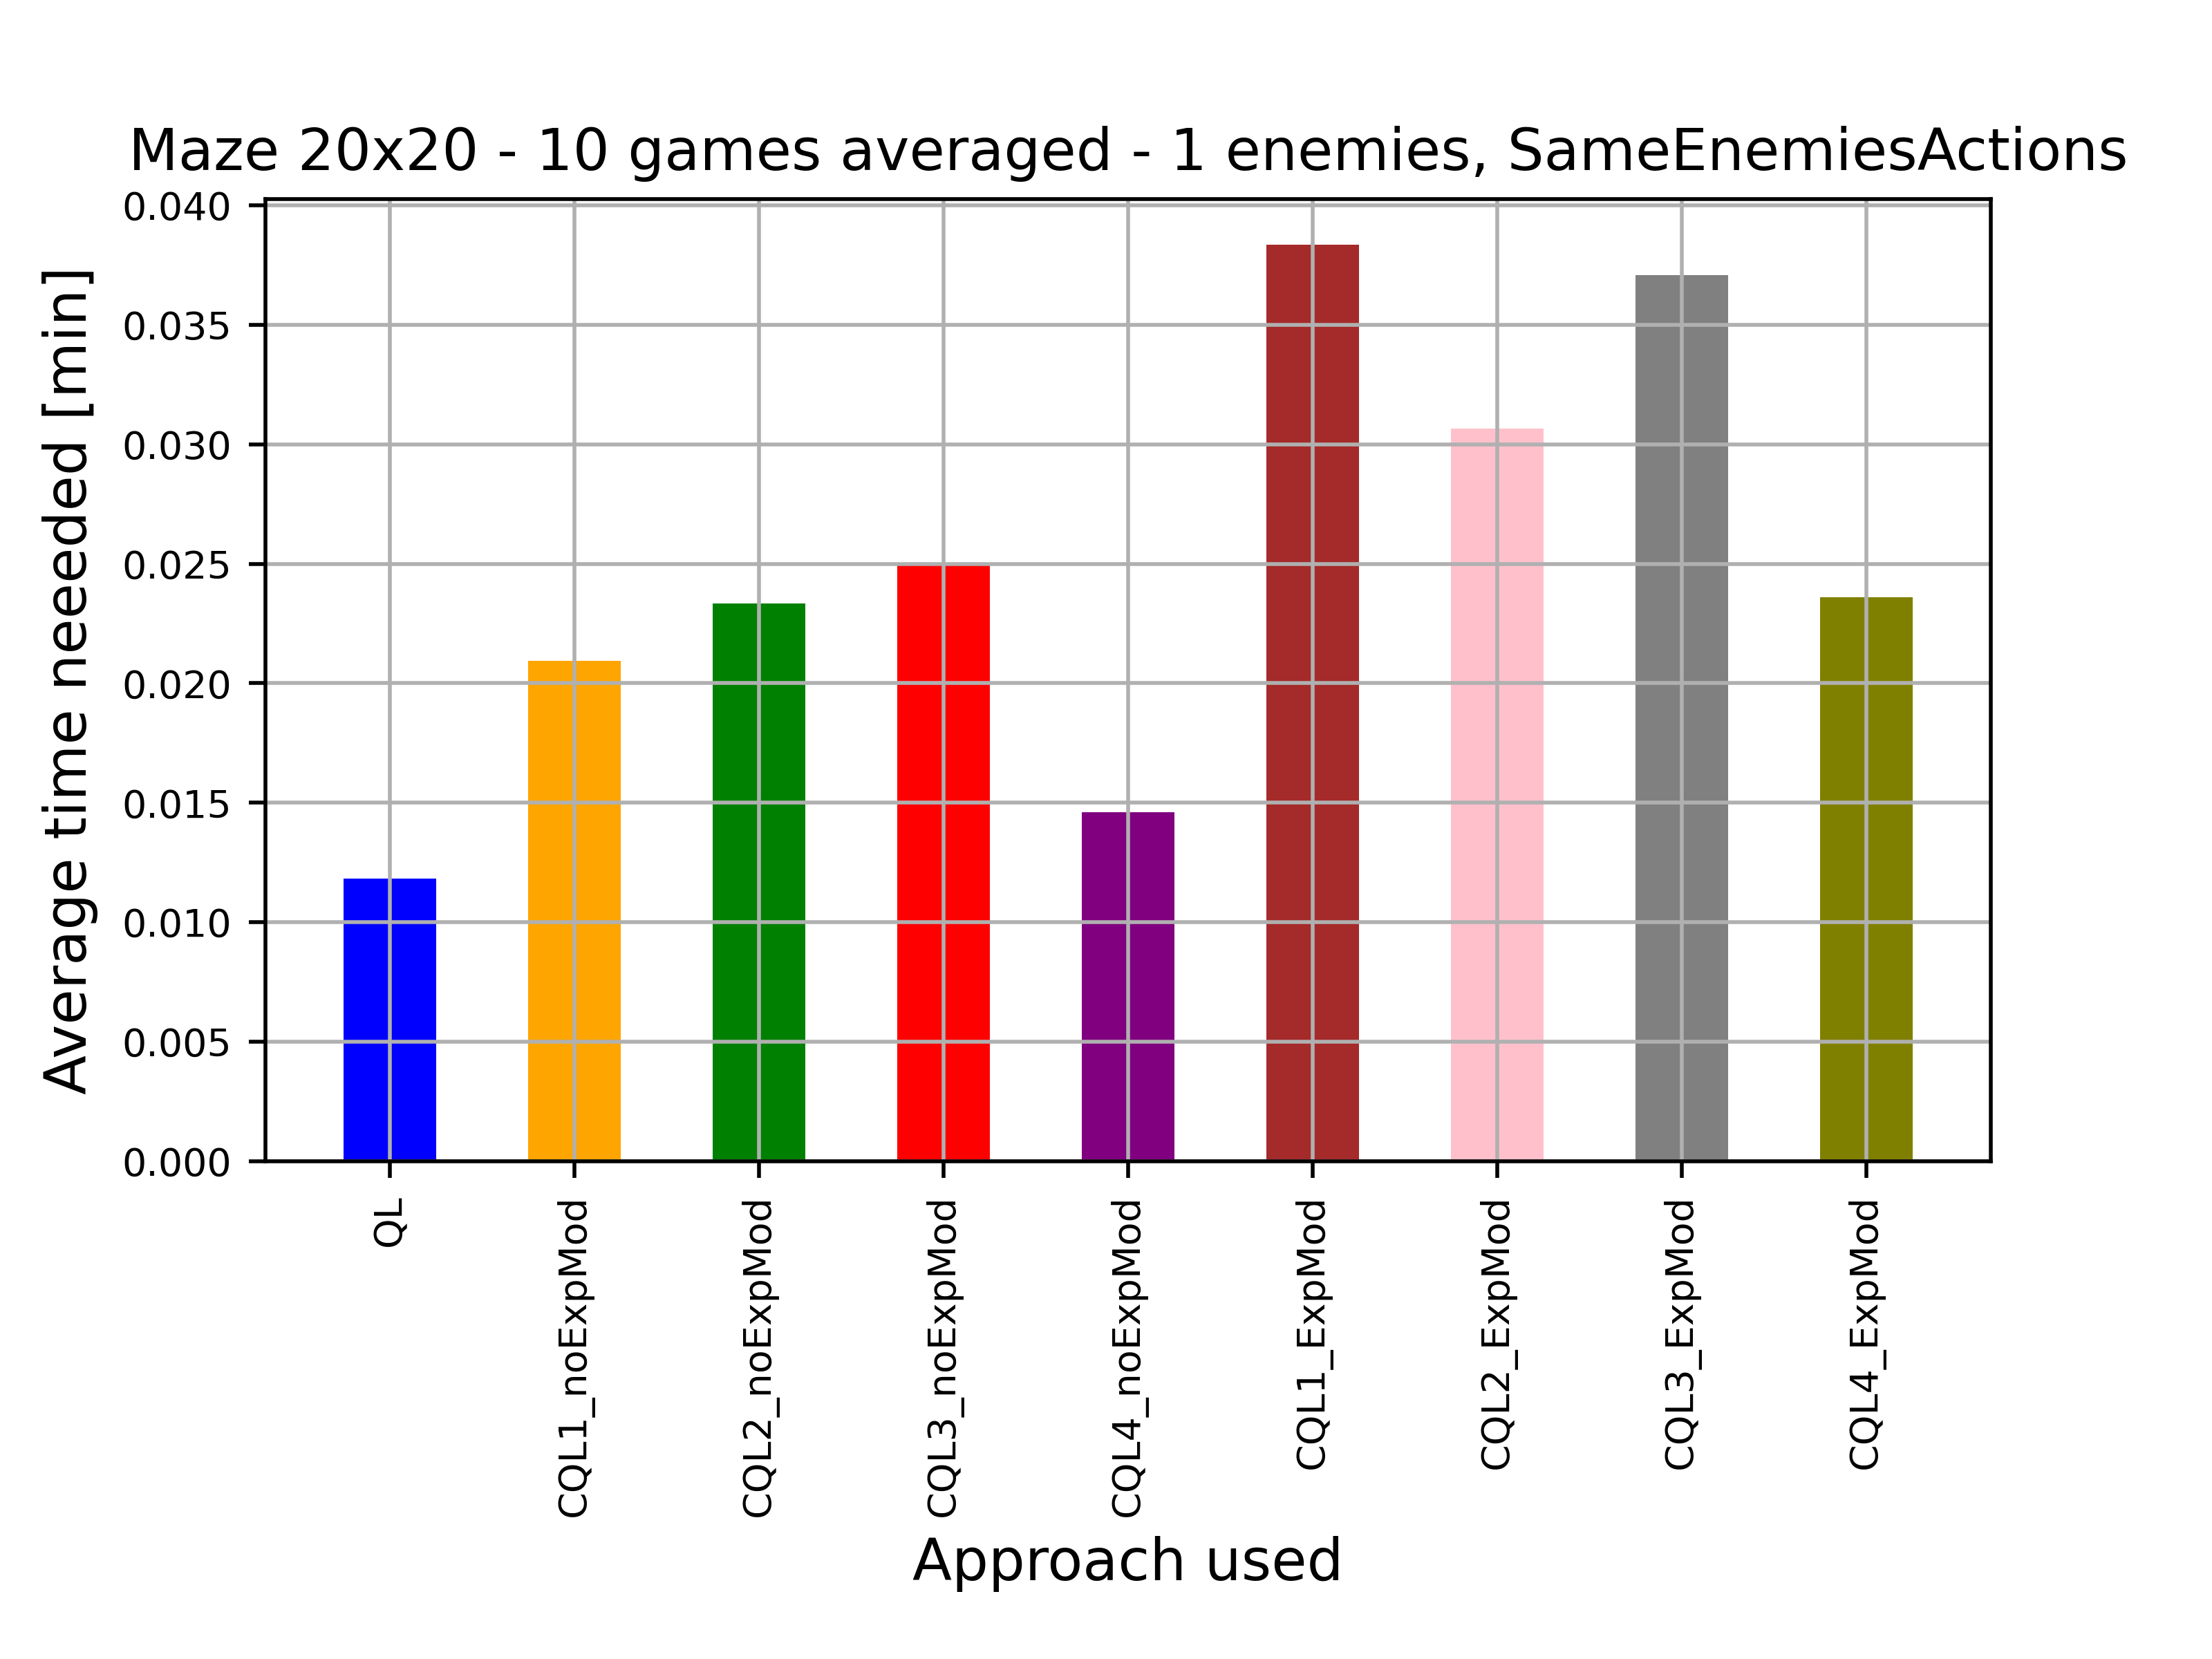 Maze 20x20 - 10 games averaged - 1 enemies, SameEnemiesActions
Average time needed [min]
0.040
0.035
0.030
0.025
0.020
0.015
0.010
0.005
0.000
QL
CQL1_noExpMod
CQL2_noExpMod
CQL3_noExpMod
CQL4_noExpMod
CQL1_ExpMod
CQL2_ExpMod
CQL3_ExpMod
CQL4_ExpMod
Approach used